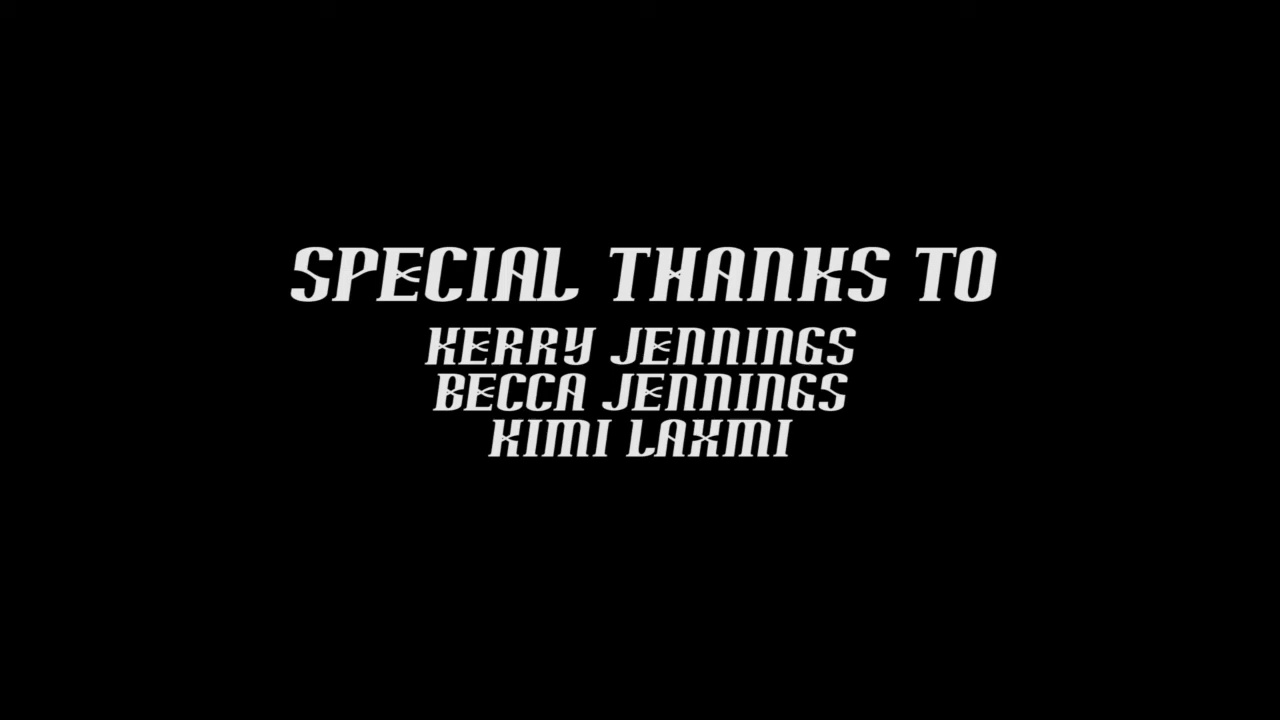 SPECIAL THANKS TO
KERRY JENNINGS
BECCA JENNINGS
KIMI LAXMI